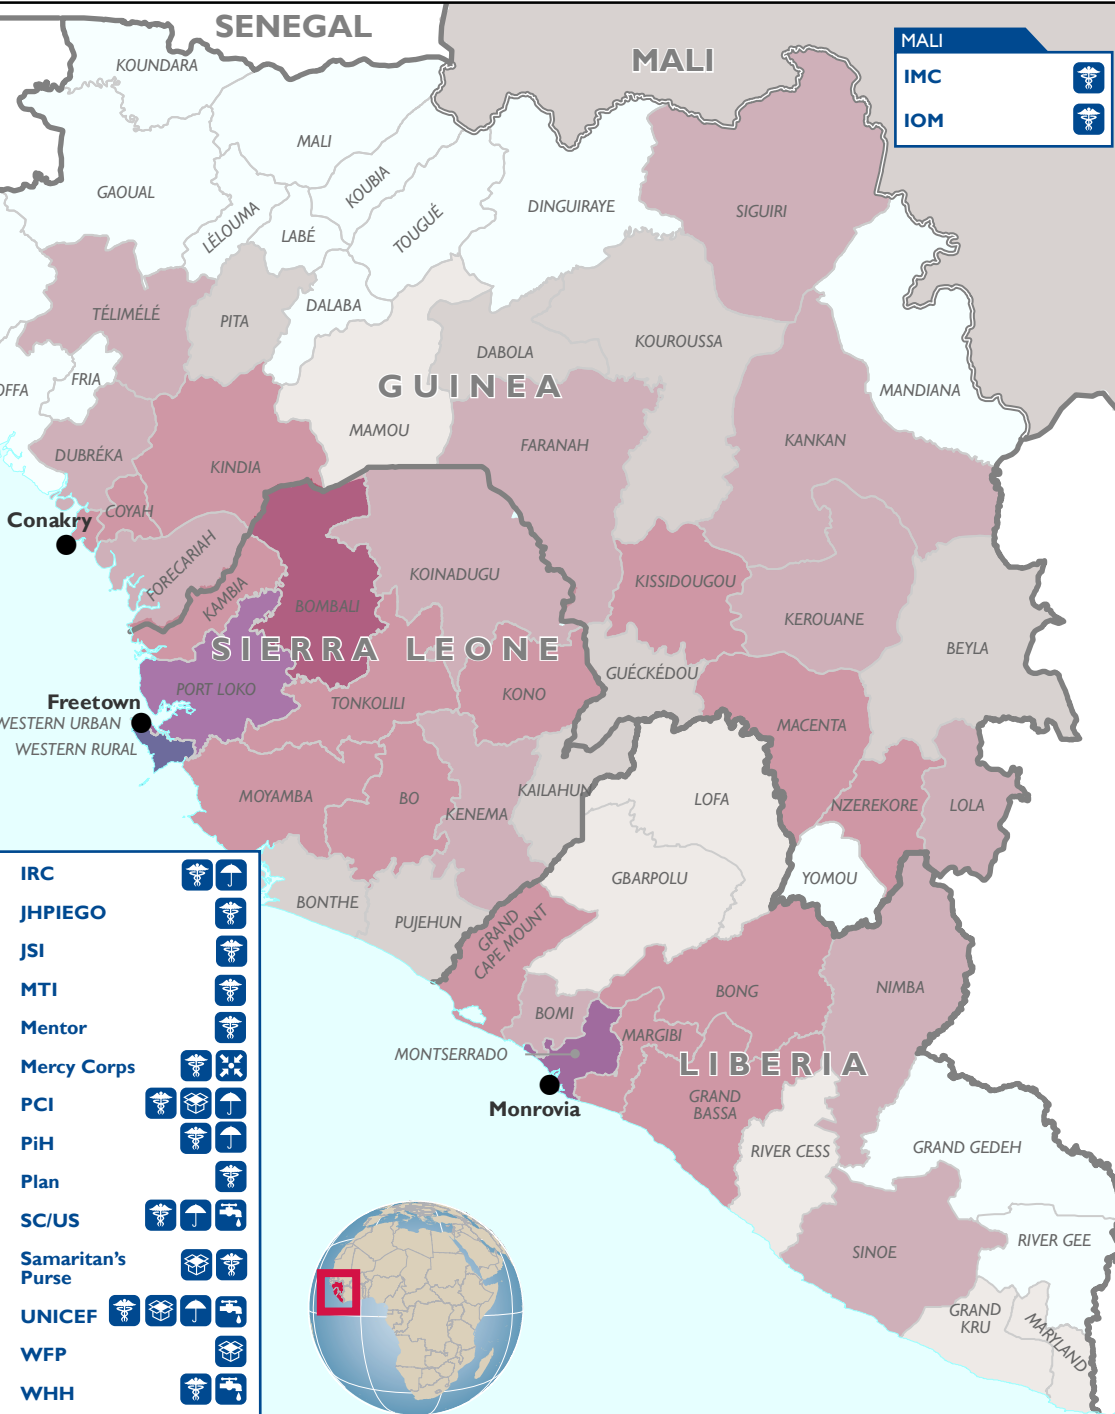 SENEGAL
MALI
MALI
IMC
IOM
KOUNDARA
MALI
GAOUAL
KOUBIA
LÉLOUMA
LABÉ
TOUGUÉ
DINGUIRAYE
SIGUIRI
TÉLIMÉLÉ
PITA
DALABA
DABOLA
KOUROUSSA
OFFA
FRIA
GUINEA
MANDIANA
MAMOU
FARANAH
KANKAN
DUBRÉKA
KINDIA
COYAH
Conakry
FORECARIAH
KAMBIA
BOMBALI
KOINADUGU
KISSIDOUGOU
KEROUANE
BEYLA
SIERRA LEONE
GUÉCKÉDOU
PORT LOKO
TONKOLILI
KONO
Freetown
WESTERN URBAN
WESTERN RURAL
MACENTA
MOYAMBA
BO
KENEMA
KAILAHUN
LOFA
NZEREKORE
LOLA
GBARPOLU
YOMOU
BONTHE
PUJEHUN
GRAND
CAPE MOUNT
BOMI
BONG
NIMBA
MARGIBI
MONTSERRADO
LIBERIA
Monrovia
GRAND
BASSA
RIVER CESS
GRAND GEDEH
SINOE
RIVER GEE
GRAND
KRU
MARYLAND
IRC
JHPIEGO
JSI
MTI
Mentor
Mercy Corps
PCI
PiH
Plan
SC/US
Samaritan's
Purse
UNICEF
WFP
WHH